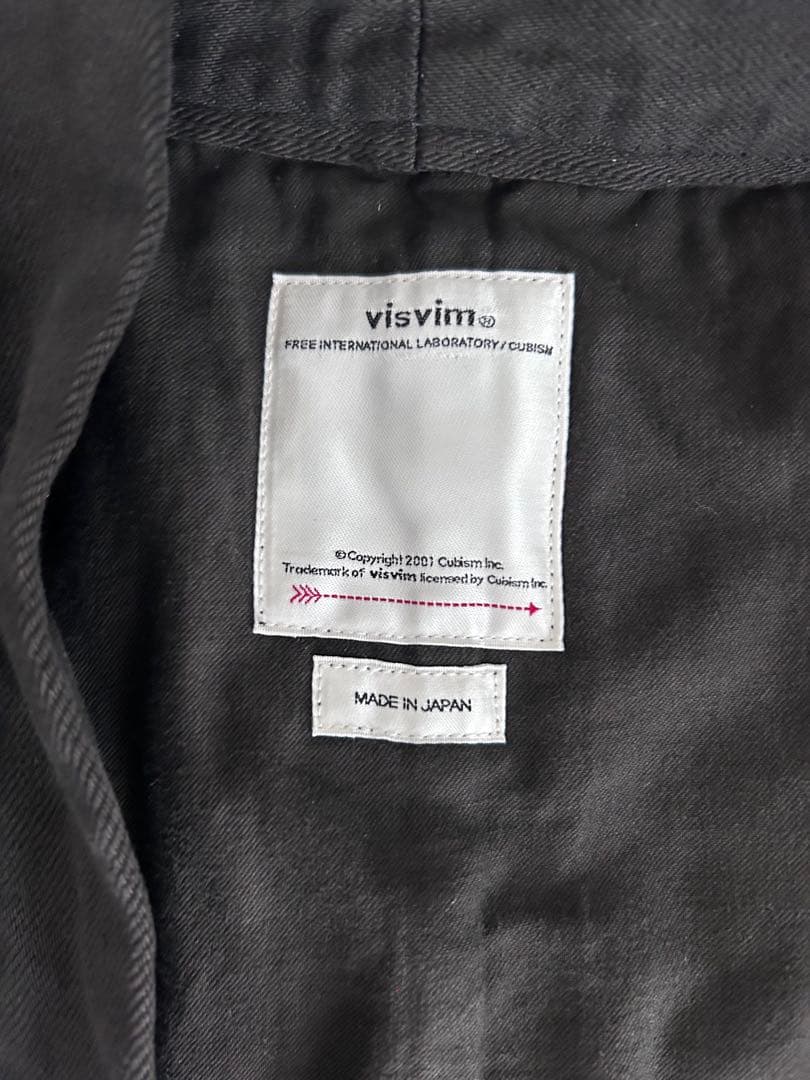 visvim®
FREE INTERNATIONAL LABORATORY/CUBISM
©Copyright 2001 Cubism Inc.
Trademark of visvim licensed by Cubism Inc.
MADE IN JAPAN